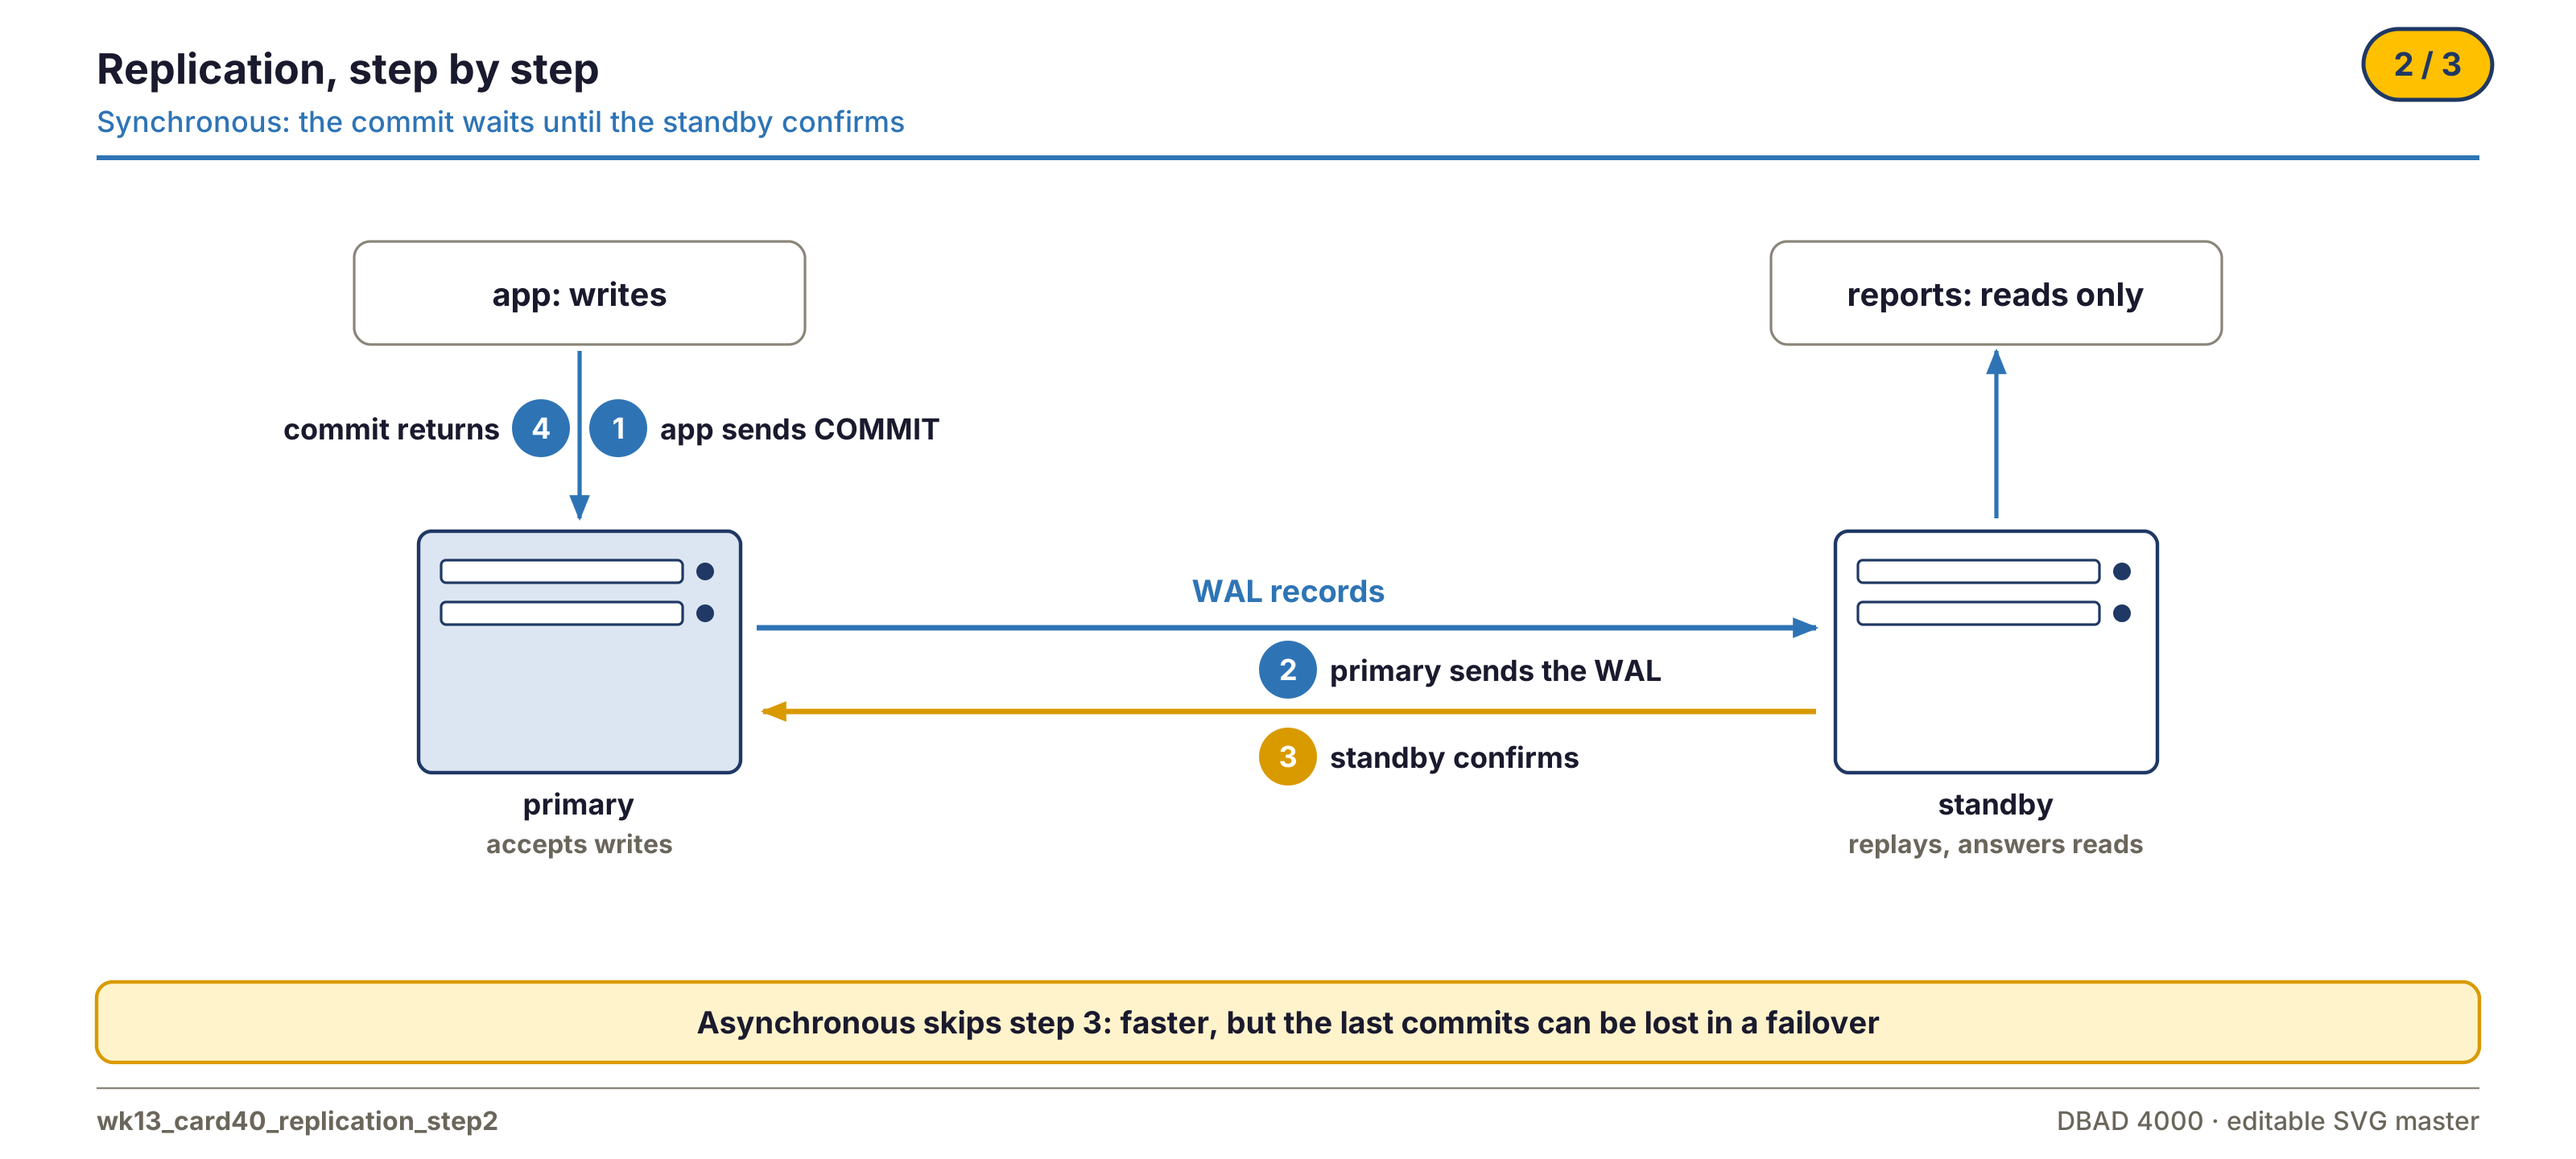 Replication, step by step
2 / 3
Synchronous: the commit waits until the standby confirms
app: writes
reports: reads only
commit returns 4 1 app sends COMMIT
WAL records
2 primary sends the WAL
3 standby confirms
primary
accepts writes
standby
replays, answers reads
Asynchronous skips step 3: faster, but the last commits can be lost in a failover
wk13_card40_replication_step2
DBAD 4000 · editable SVG master